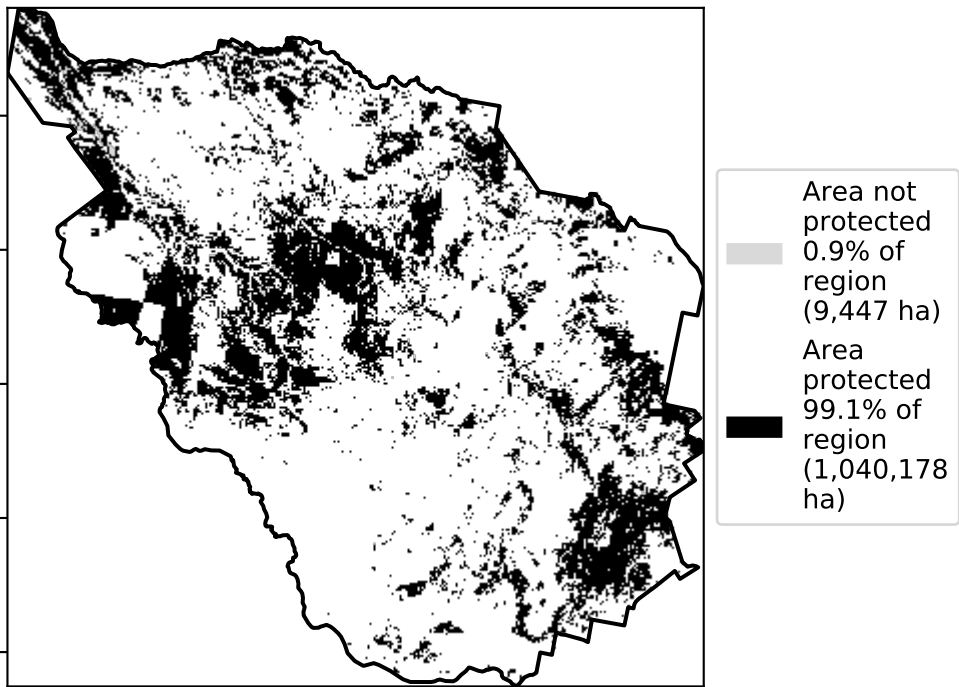 Area not
protected
0.9% of
region
(9,447 ha)
Area
protected
99.1% of
region
(1,040,178
ha)